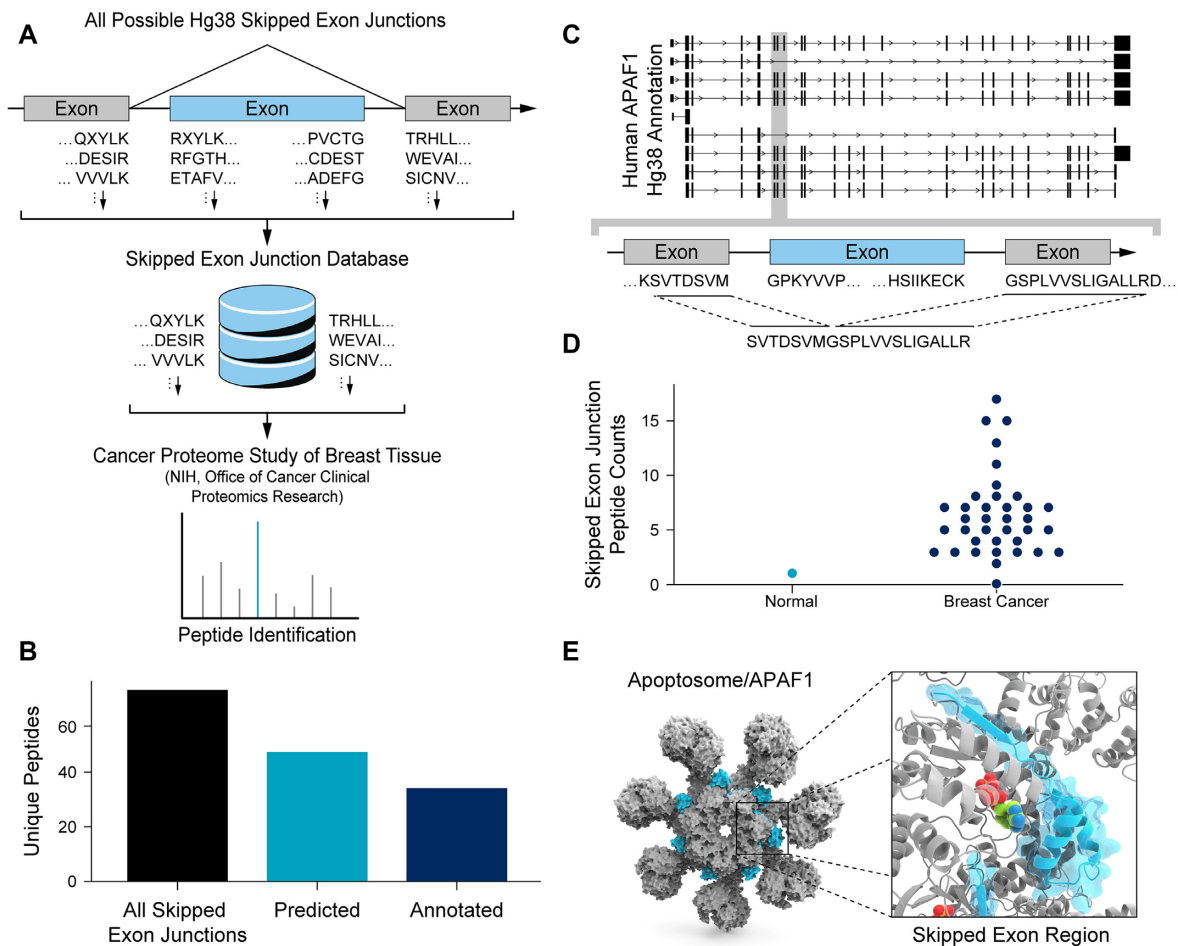 A
All Possible Hg38 Skipped Exon Junctions
Exon Exon Exon
...QXYLK RXYLK... ...PVCTG TRHLL...
...DESIR RFGTH... ...CDEST WEVAI...
...VVVLK ETAFV... ...ADEFG SICNV...
Skipped Exon Junction Database
...QXYLK TRHLL...
...DESIR WEVAI...
...VVVLK SICNV...
Cancer Proteome Study of Breast Tissue
(NIH, Office of Cancer Clinical
Proteomics Research)
Peptide Identification
B
Unique Peptides
60
40
20
0
All Skipped
Exon Junctions
Predicted
Annotated
C
Human APAF1
Hg38 Annotation
Exon Exon Exon
...KSVTDSVM GPKYVVP... ...HSIIKECK GSPLVVSLIGALLRD...
SVTDSVMGSPLVVSLIGALLR
D
Skipped Exon Junction
Peptide Counts
15
10
5
0
Normal
Breast Cancer
E
Apoptosome/APAF1
Skipped Exon Region